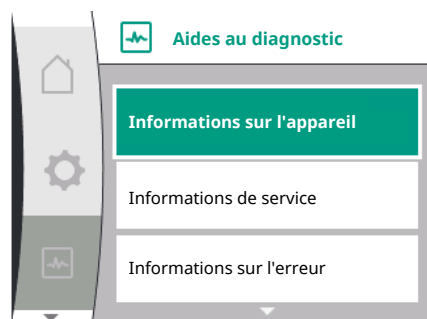 Aides au diagnostic
Informations sur l'appareil
Informations de service
Informations sur l'erreur